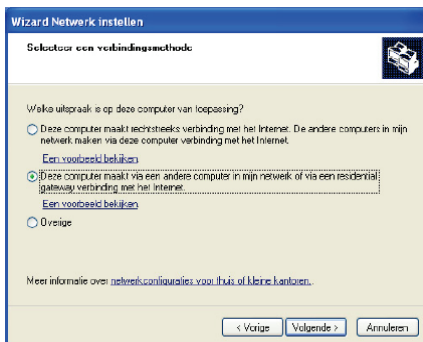 Wizard Netwerk instellen
Selecteer een verbindingsmethode
Welke uitspraak is op deze computer van toepassing?
Deze computer maakt rechtstreeks verbinding met het Internet. De andere computers in mijn
netwerk maken via deze computer verbinding met het Internet.
Een voorbeeld bekijken.
Deze computer maakt via een andere computer in mijn netwerk of via een residential
gateway verbinding met het Internet.
Een voorbeeld bekijken.
Overige
Meer informatie over netwerkconfiguraties voor thuis of kleine kantoren.
< Vorige
Volgende >
Annuleren